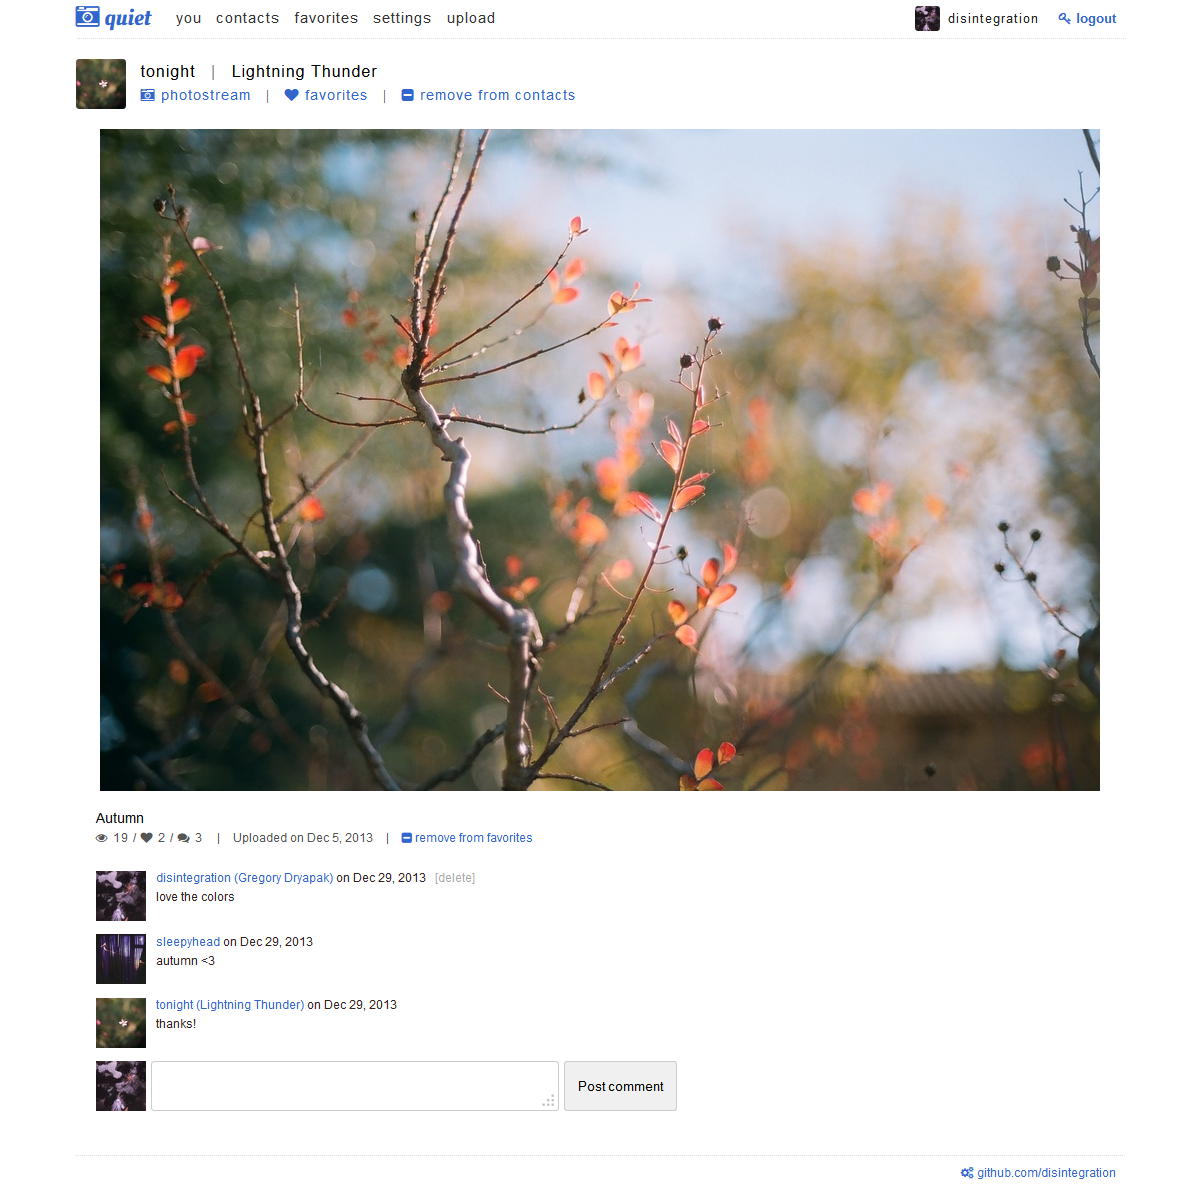 quiet you contacts favorites settings upload disintegration logout
tonight | Lightning Thunder
photostream | favorites | remove from contacts
Autumn
19 / 2 / 3 | Uploaded on Dec 5, 2013 | remove from favorites
disintegration (Gregory Dryapak) on Dec 29, 2013 [delete]
love the colors
sleepyhead on Dec 29, 2013
autumn <3
tonight (Lightning Thunder) on Dec 29, 2013
thanks!
Post comment
github.com/disintegration